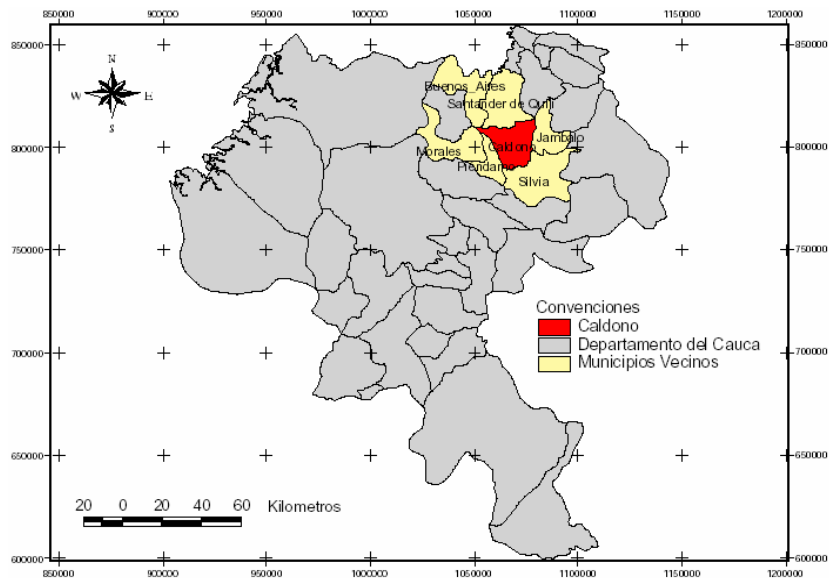 850000 900000 950000 1000000 1050000 1100000 1150000 1200000
850000 850000
N
W E
S
Buenos_Aires
Santander de Quili
800000 Jambalo 800000
Caldono
Morales
Piendamo
Silvia
750000 750000
Convenciones
Caldono
Departamento del Cauca
Municipios Vecinos
700000 700000
650000 650000
20 0 20 40 60 Kilometros
600000 600000
850000 900000 950000 1000000 1050000 1100000 1150000 1200000